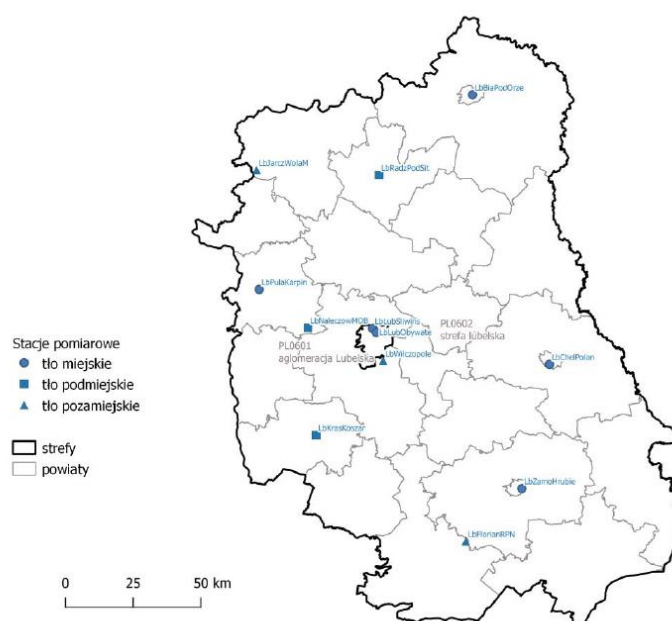 LbBiaPodOrze
LbJarczWolaM
LbRadzPodSit
LbPulaKarpin
LbNaleczowMOB
LbLubSliwins
LbLubObywate
PL0602
strefa lubelska
PL0601
aglomeracja Lubelska
LbWilczopole
LbChelPolan
LbKrasKoszar
LbZamoHrubie
LbFlorianRPN
Stacje pomiarowe
tło miejskie
tło podmiejskie
tło pozamiejskie
strefy
powiaty
0 25 50 km